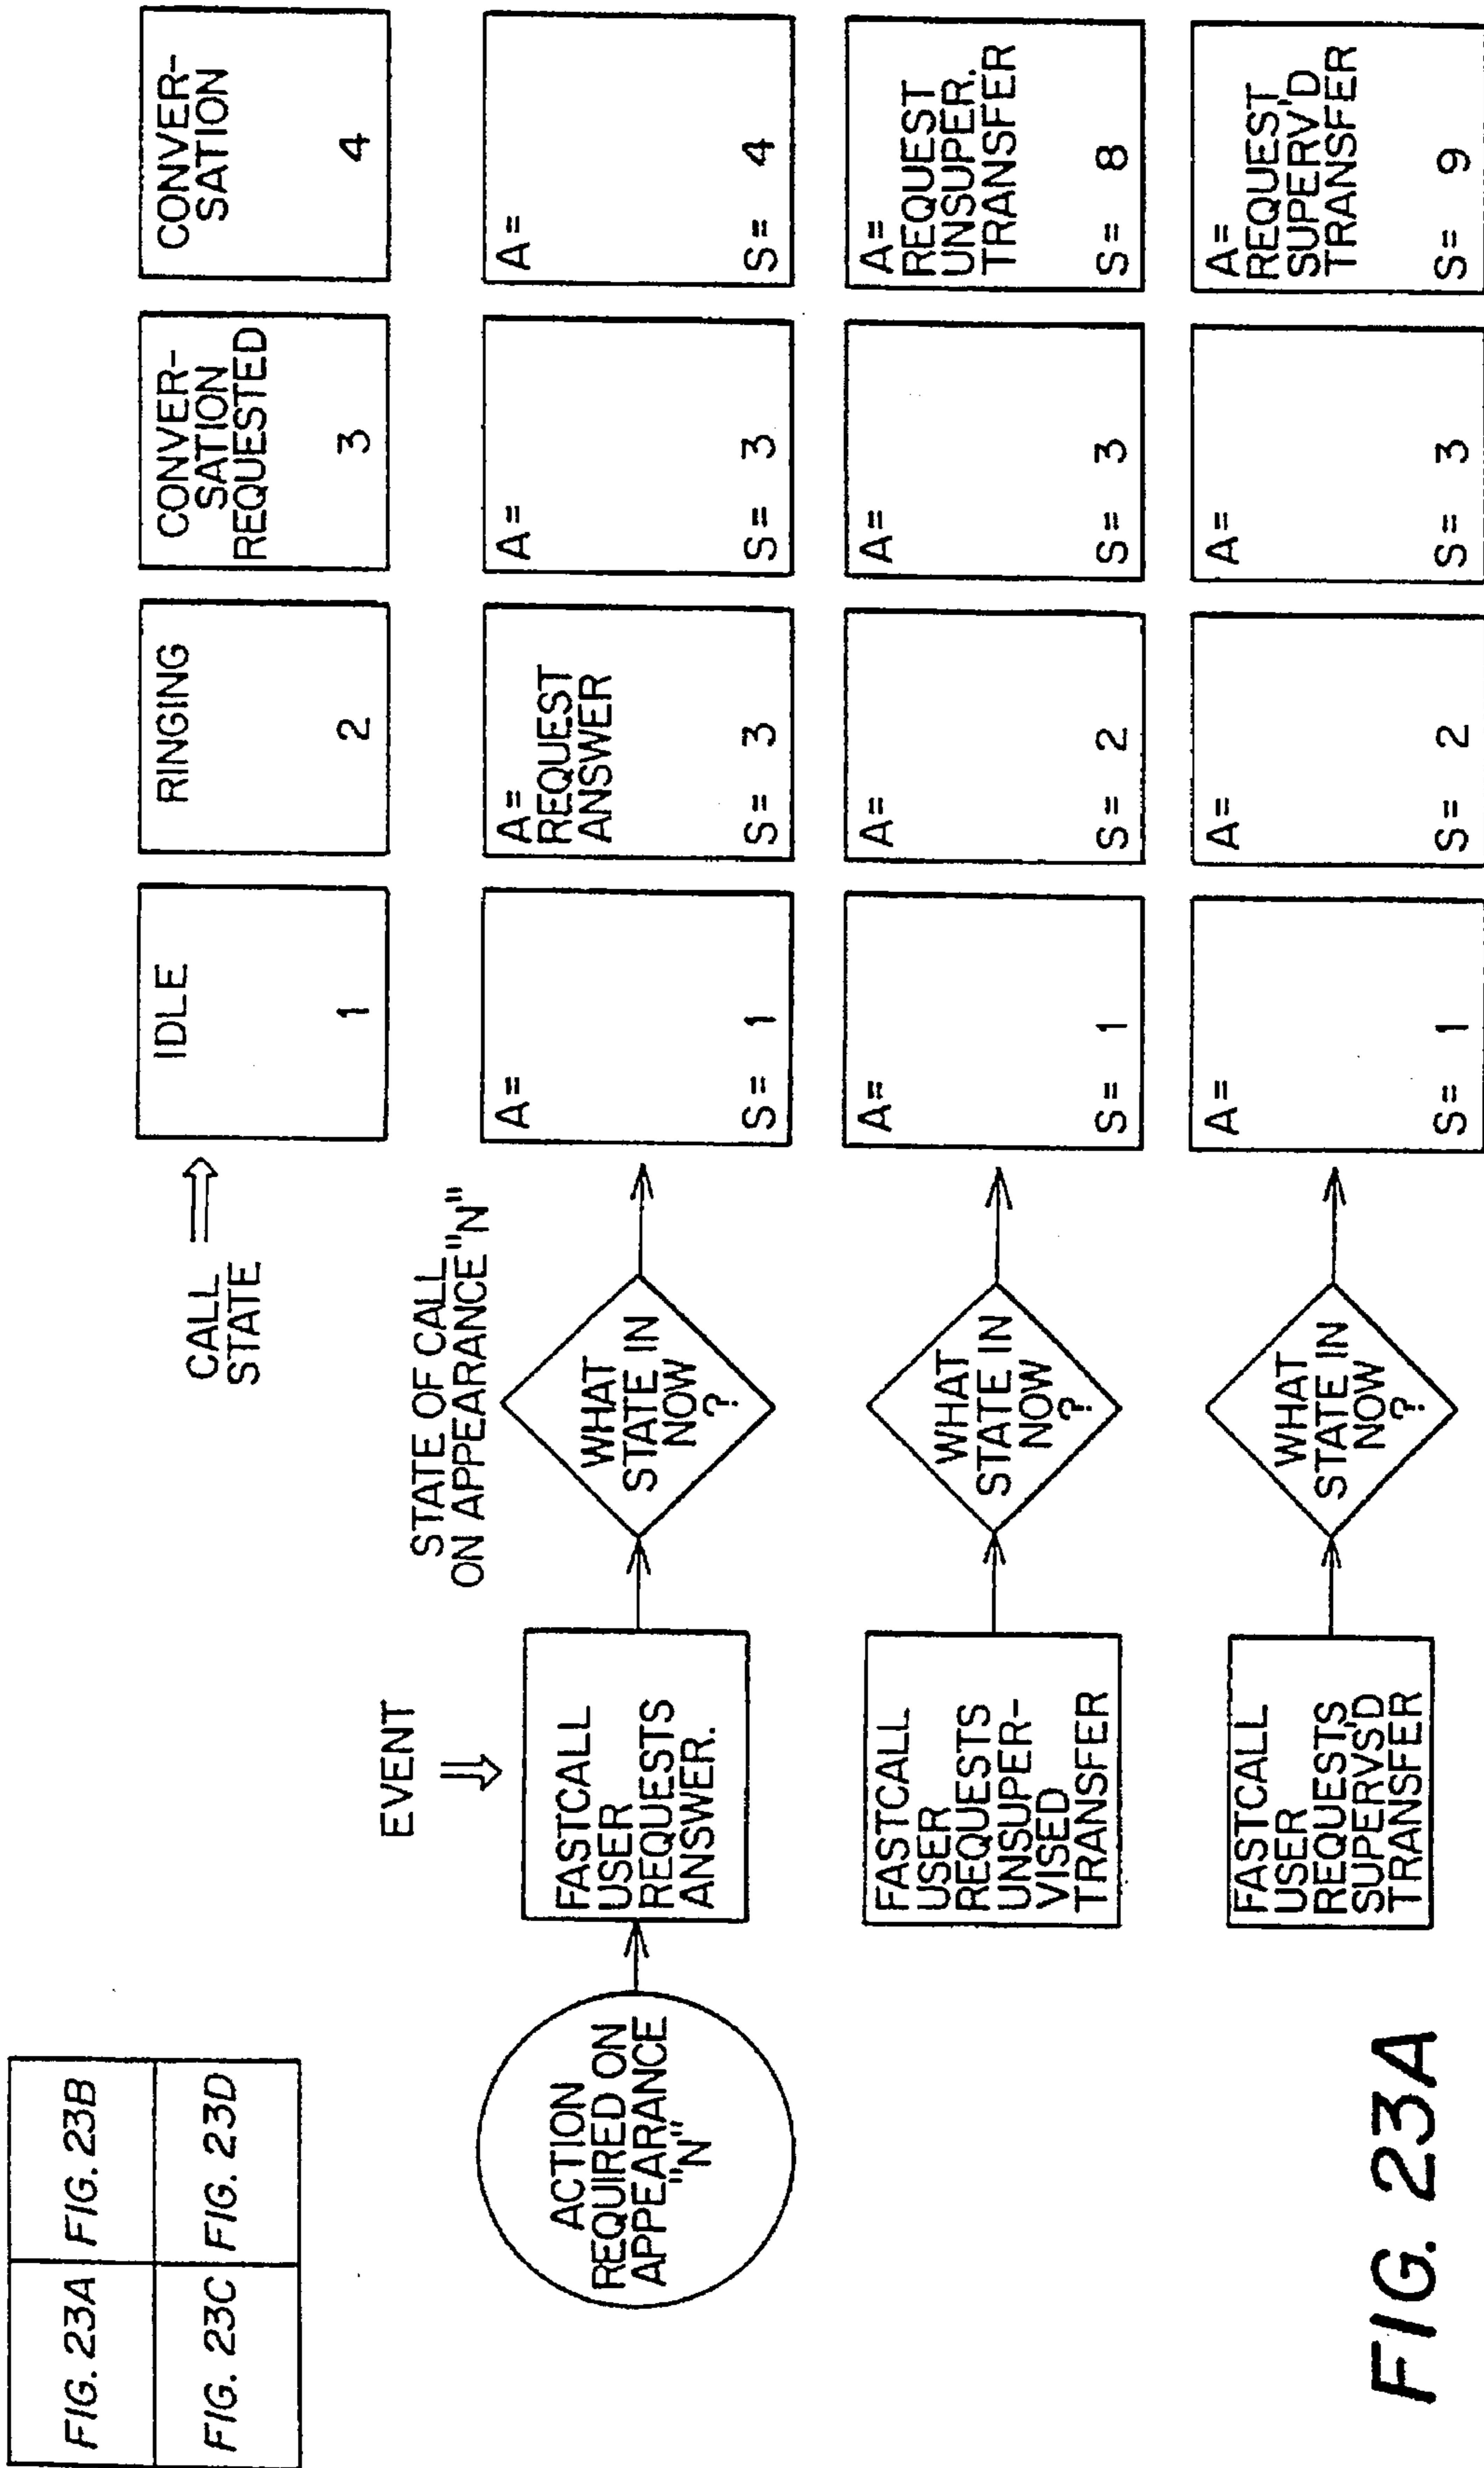 FIG. 23A FIG. 23B
FIG. 23C FIG. 23D
CALL
STATE
IDLE
1
RINGING
2
CONVER-
SATION
REQUESTED
3
CONVER-
SATION
4
EVENT
STATE OF CALL
ON APPEARANCE "N"
ACTION
REQUIRED ON
APPEARANCE
"N"
FASTCALL
USER
REQUESTS
ANSWER.
WHAT
STATE IN
NOW
?
A=
S= 1
A=
REQUEST
ANSWER
S= 3
A=
S= 3
A=
S= 4
FASTCALL
USER
REQUESTS
UNSUPER-
VISED
TRANSFER
WHAT
STATE IN
NOW
?
A=
S= 1
A=
S= 2
A=
S= 3
A=
REQUEST
UNSUPER.
TRANSFER
S= 8
FASTCALL
USER
REQUESTS
SUPERVS'D
TRANSFER
WHAT
STATE IN
NOW
?
A=
S= 1
A=
S= 2
A=
S= 3
A=
REQUEST
SUPERV'D
TRANSFER
S= 9
FIG. 23A